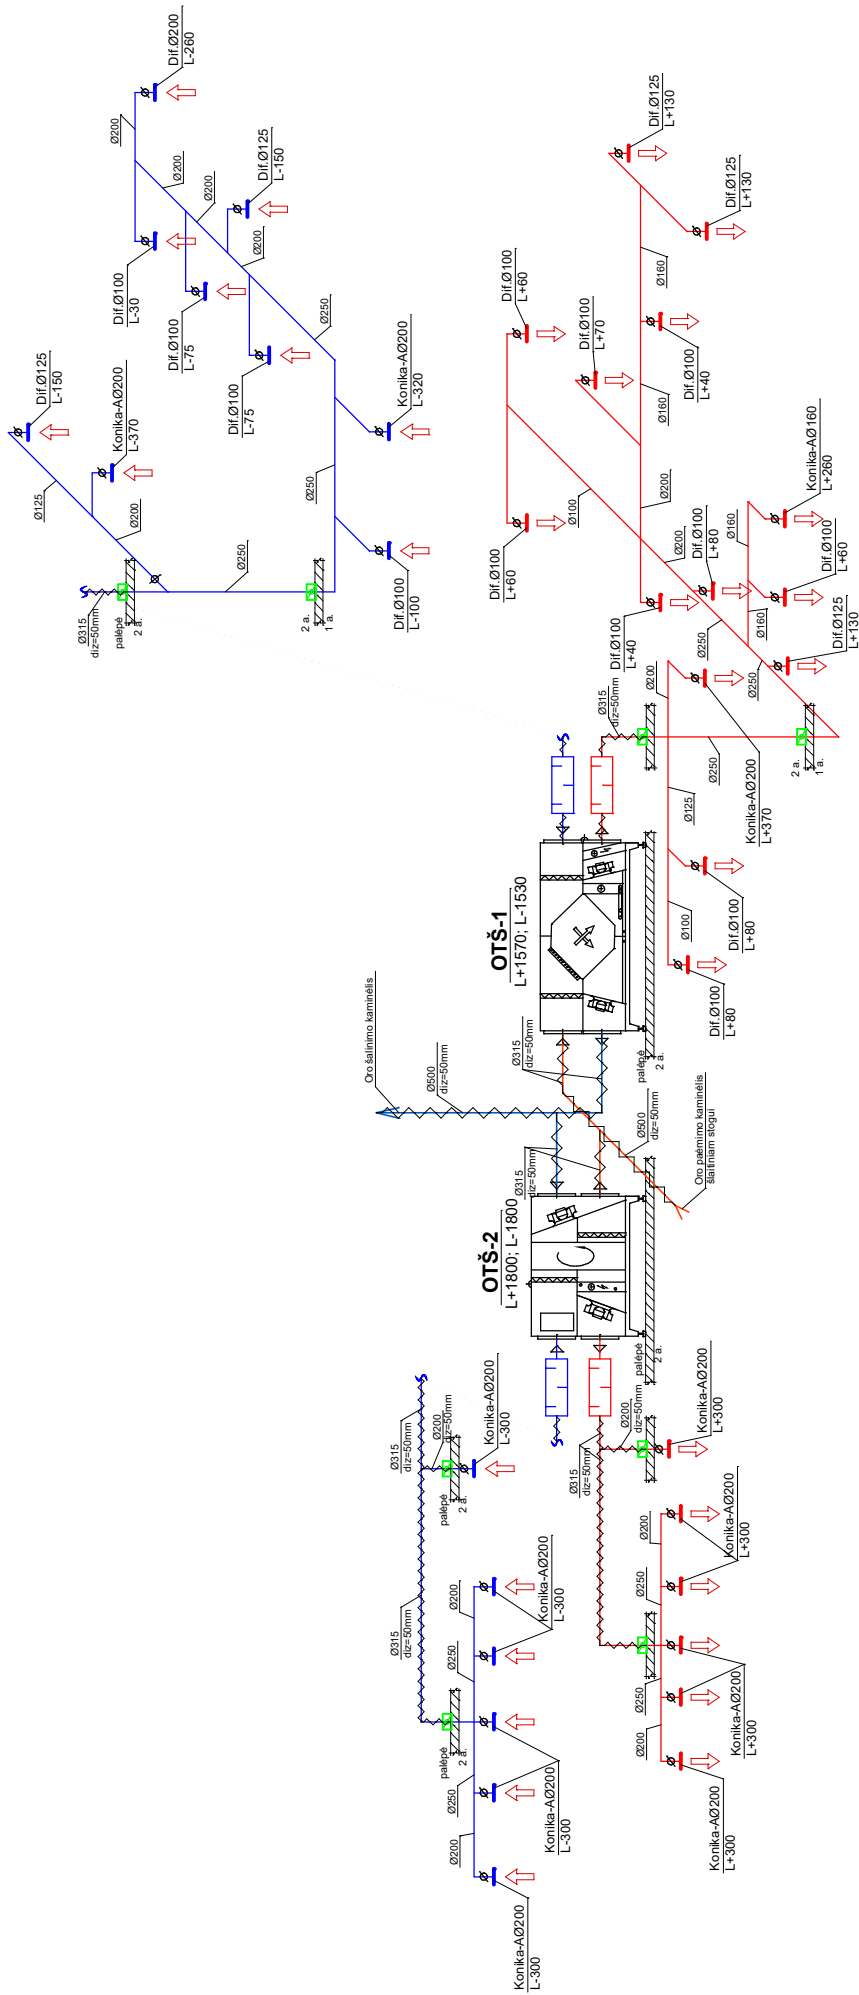 Dif.Ø200
L-260
Ø200
Ø200
Ø200
Dif.Ø125
L-150
Ø200
Dif.Ø100
L-30
Dif.Ø100
L-75
Ø250
Dif.Ø100
L-75
Dif.Ø125
L-150
Konika-AØ200
L-370
Konika-AØ200
L-320
Ø125
Ø200
Ø250
Ø250
Dif.Ø100
L-100
Ø315
diz=50mm
palėpė
2 a.
2 a.
1 a.
Dif.Ø125
L+130
Dif.Ø125
L+130
Ø160
Dif.Ø100
L+60
Dif.Ø100
L+70
Dif.Ø100
L+40
Ø160
Ø200
Ø100
Dif.Ø100
L+60
Ø200
Dif.Ø100
L+80
Konika-AØ160
L+260
Ø160
Dif.Ø100
L+60
Ø160
Dif.Ø125
L+130
Dif.Ø100
L+40
Ø250
Ø250
Ø200
Ø315
diz=50mm
Ø250
2 a.
1 a.
Konika-AØ200
L+370
Ø125
Dif.Ø100
L+80
Ø100
Dif.Ø100
L+80
OTŠ-1
L+1570; L-1530
palėpė
2 a.
Oro šalinimo kaminėlis
Ø500
diz=50mm
Ø315
diz=50mm
Ø315
diz=50mm
Ø500
diz=50mm
Oro paėmimo kaminėlis
šlaitiniam stogui
OTŠ-2
L+1800; L-1800
palėpė
2 a.
Ø315
diz=50mm
Ø200
diz=50mm
Konika-AØ200
L-300
palėpė
2 a.
Ø315
diz=50mm
Ø200
Konika-AØ200
L-300
Ø250
palėpė
2 a.
Ø250
Konika-AØ200
L-300
Ø200
Konika-AØ200
L-300
Ø315
diz=50mm
Ø200
diz=50mm
Konika-AØ200
L+300
Ø200
Konika-AØ200
L+300
Ø250
Ø250
Konika-AØ200
L+300
Ø200
Konika-AØ200
L+300